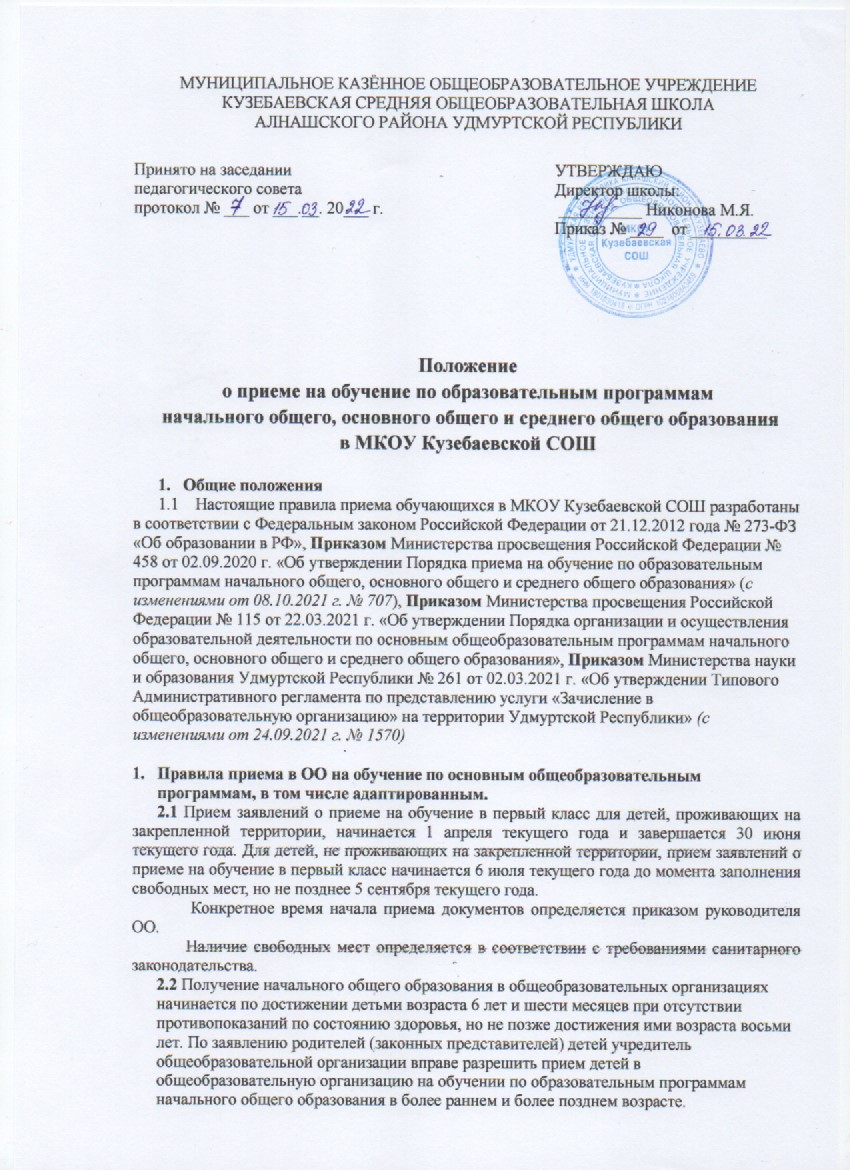 МУНИЦИПАЛЬНОЕ КАЗЁННОЕ ОБЩЕОБРАЗОВАТЕЛЬНОЕ УЧРЕЖДЕНИЕ
КУЗЕБАЕВСКАЯ СРЕДНЯЯ ОБЩЕОБРАЗОВАТЕЛЬНАЯ ШКОЛА
АЛНАШСКОГО РАЙОНА УДМУРТСКОЙ РЕСПУБЛИКИ
Принято на заседании
педагогического совета
протокол № 7 от 15.03.2022 г.
УТВЕРЖДАЮ
Директор школы:
Никонова М.Я.
Приказ № 29 от 15.03.22
Кузебаевская
СОШ
Положение
о приеме на обучение по образовательным программам
начального общего, основного общего и среднего общего образования
в МКОУ Кузебаевской СОШ
1. Общие положения
1.1 Настоящие правила приема обучающихся в МКОУ Кузебаевской СОШ разработаны
в соответствии с Федеральным законом Российской Федерации от 21.12.2012 года № 273-ФЗ
«Об образовании в РФ», Приказом Министерства просвещения Российской Федерации №
458 от 02.09.2020 г. «Об утверждении Порядка приема на обучение по образовательным
программам начального общего, основного общего и среднего общего образования» (с
изменениями от 08.10.2021 г. № 707), Приказом Министерства просвещения Российской
Федерации № 115 от 22.03.2021 г. «Об утверждении Порядка организации и осуществления
образовательной деятельности по основным общеобразовательным программам начального
общего, основного общего и среднего общего образования», Приказом Министерства науки
и образования Удмуртской Республики № 261 от 02.03.2021 г. «Об утверждении Типового
Административного регламента по представлению услуги «Зачисление в
общеобразовательную организацию» на территории Удмуртской Республики» (с
изменениями от 24.09.2021 г. № 1570)
1. Правила приема в ОО на обучение по основным общеобразовательным
программам, в том числе адаптированным.
2.1 Прием заявлений о приеме на обучение в первый класс для детей, проживающих на
закрепленной территории, начинается 1 апреля текущего года и завершается 30 июня
текущего года. Для детей, не проживающих на закрепленной территории, прием заявлений о
приеме на обучение в первый класс начинается 6 июля текущего года до момента заполнения
свободных мест, но не позднее 5 сентября текущего года.
Конкретное время начала приема документов определяется приказом руководителя
ОО.
Наличие свободных мест определяется в соответствии с требованиями санитарного
законодательства.
2.2 Получение начального общего образования в общеобразовательных организациях
начинается по достижении детьми возраста 6 лет и шести месяцев при отсутствии
противопоказаний по состоянию здоровья, но не позже достижения ими возраста восьми
лет. По заявлению родителей (законных представителей) детей учредитель
общеобразовательной организации вправе разрешить прием детей в
общеобразовательную организацию на обучении по образовательным программам
начального общего образования в более раннем и более позднем возрасте.